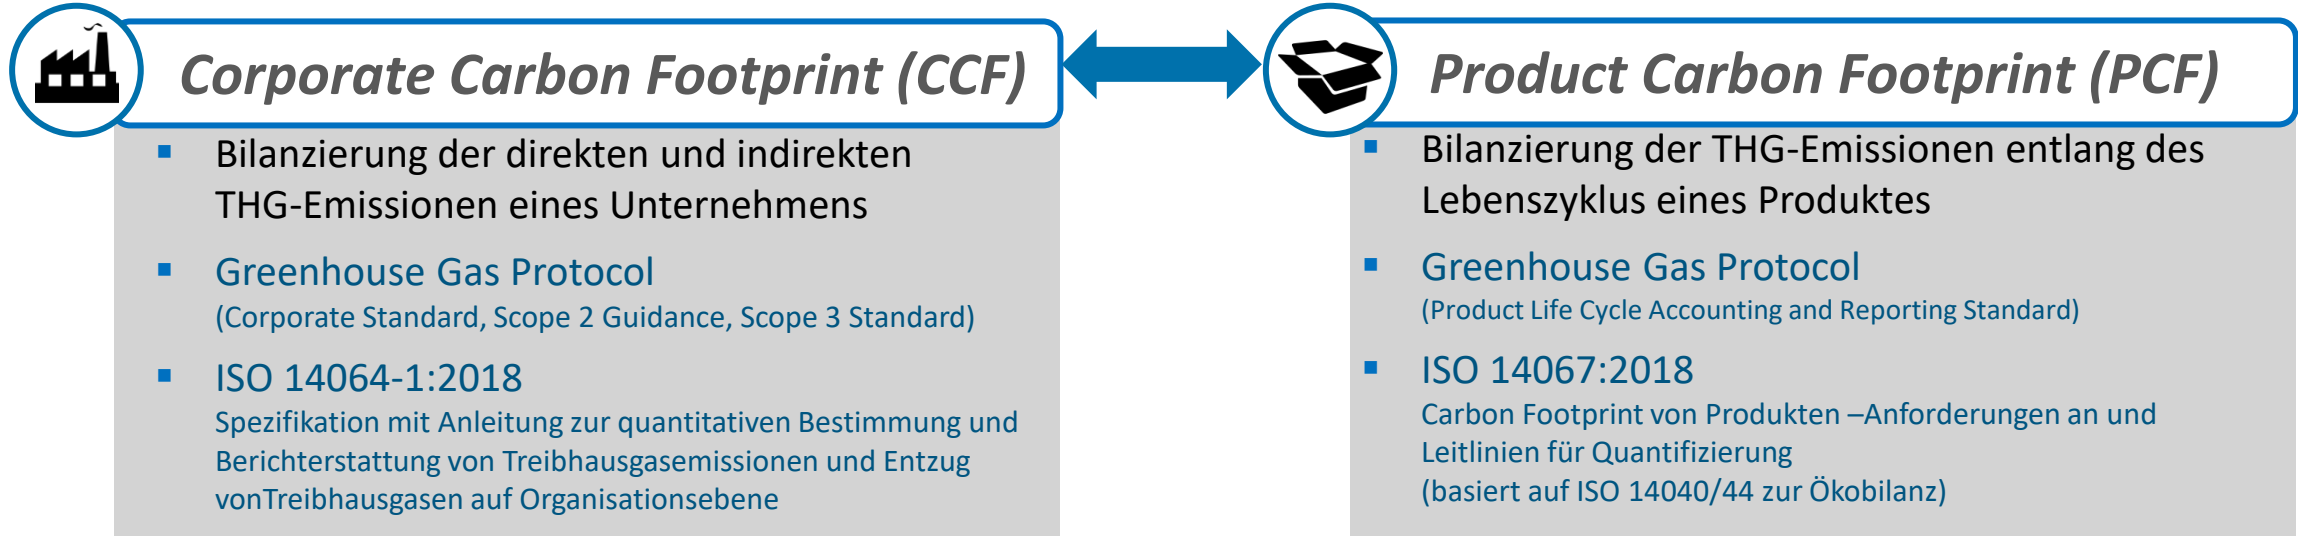 Corporate Carbon Footprint (CCF)
Bilanzierung der direkten und indirekten
THG-Emissionen eines Unternehmens
Greenhouse Gas Protocol
(Corporate Standard, Scope 2 Guidance, Scope 3 Standard)
ISO 14064-1:2018
Spezifikation mit Anleitung zur quantitativen Bestimmung und
Berichterstattung von Treibhausgasemissionen und Entzug
vonTreibhausgasen auf Organisationsebene
Product Carbon Footprint (PCF)
Bilanzierung der THG-Emissionen entlang des
Lebenszyklus eines Produktes
Greenhouse Gas Protocol
(Product Life Cycle Accounting and Reporting Standard)
ISO 14067:2018
Carbon Footprint von Produkten –Anforderungen an und
Leitlinien für Quantifizierung
(basiert auf ISO 14040/44 zur Ökobilanz)